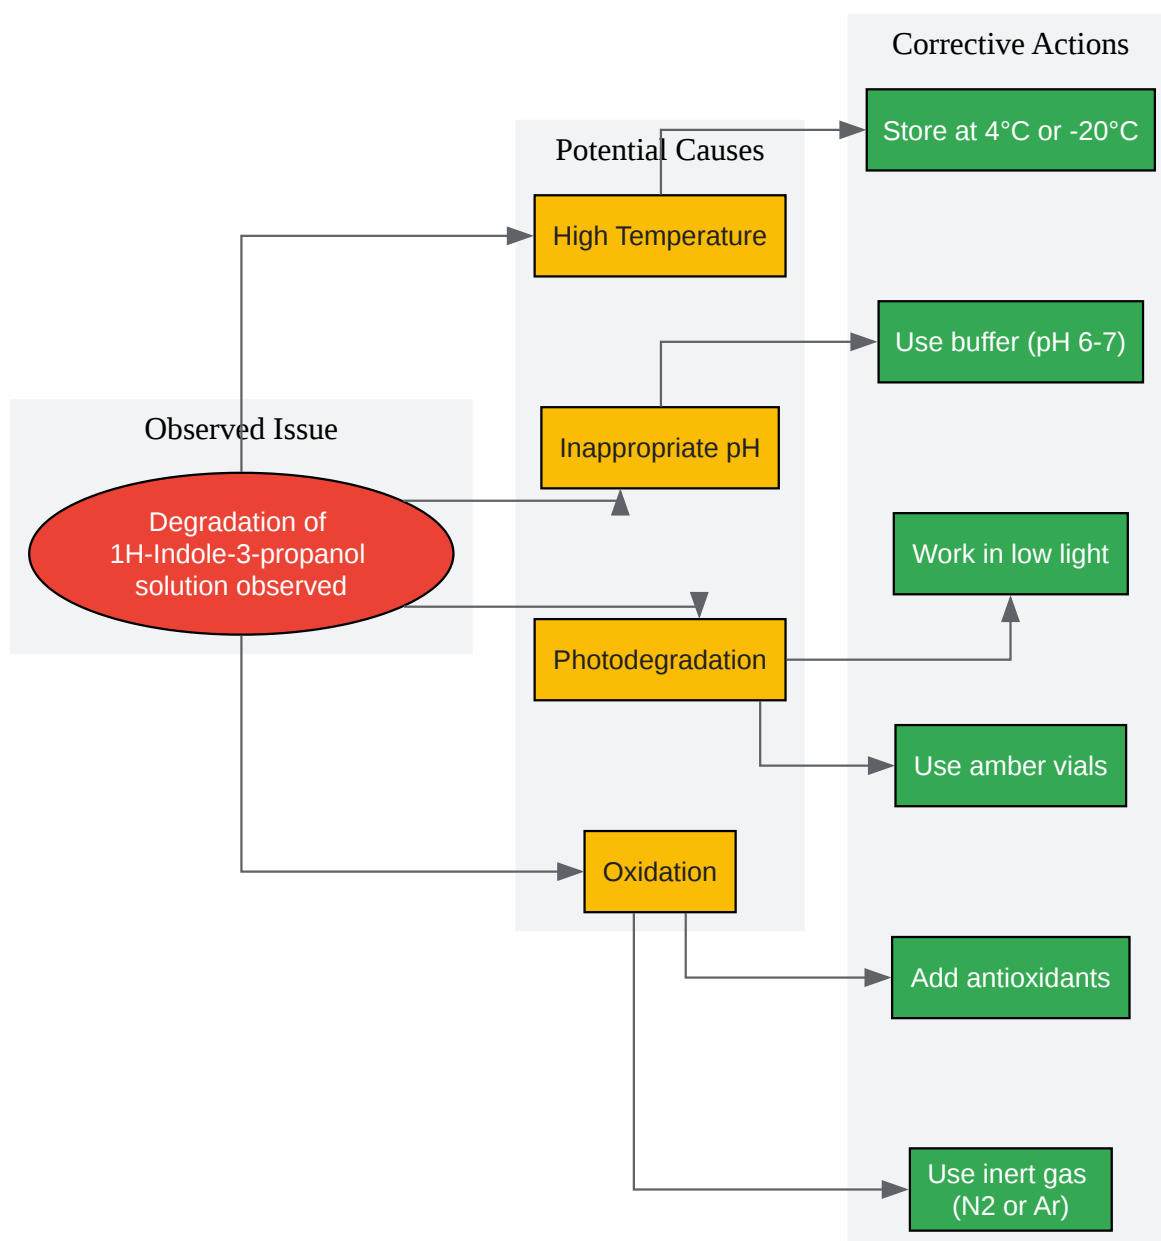 Observed Issue
Degradation of
1H-Indole-3-propanol
solution observed
Potential Causes
High Temperature
Inappropriate pH
Photodegradation
Oxidation
Corrective Actions
Store at 4°C or -20°C
Use buffer (pH 6-7)
Work in low light
Use amber vials
Add antioxidants
Use inert gas
(N2 or Ar)